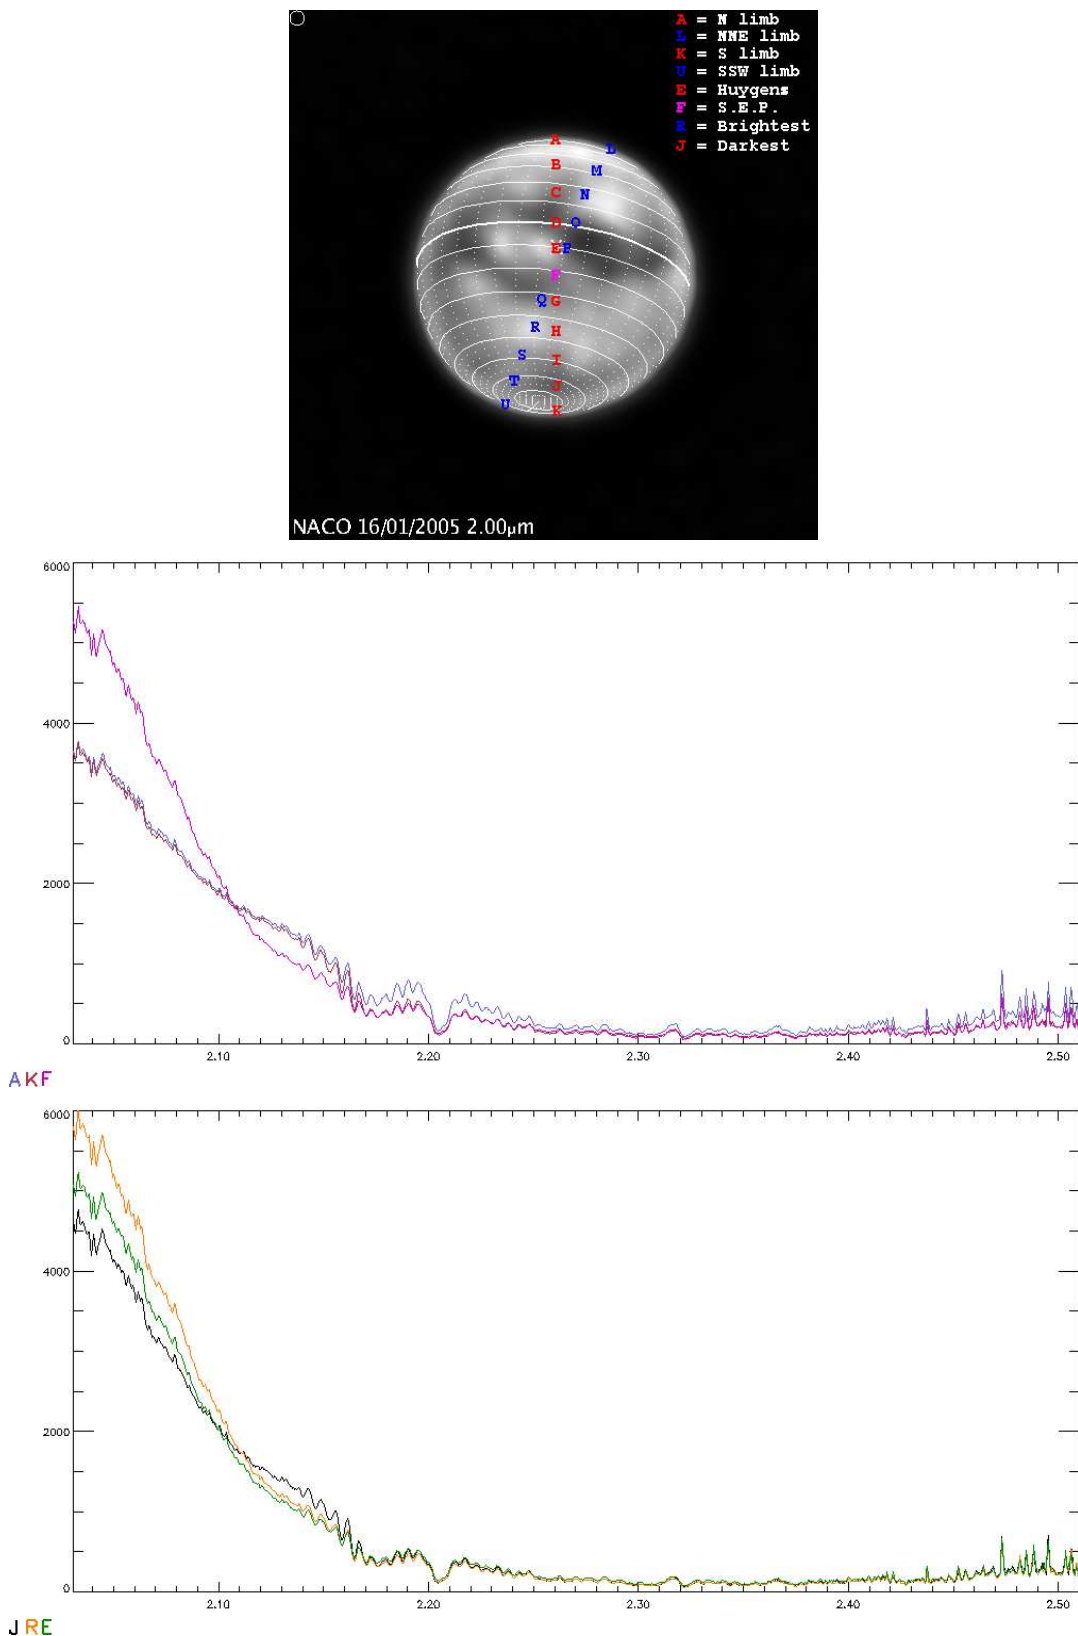 A = N limb
L = NNE limb
K = S limb
U = SSW limb
E = Huygens
F = S.E.P.
R = Brightest
J = Darkest
A
L
B
M
C
N
D
O
E P
F
Q G
R H
S I
T J
U K
NACO 16/01/2005 2.00µm
6000
4000
2000
0
2.10 2.20 2.30 2.40 2.50
A K F
6000
4000
2000
0
2.10 2.20 2.30 2.40 2.50
J R E